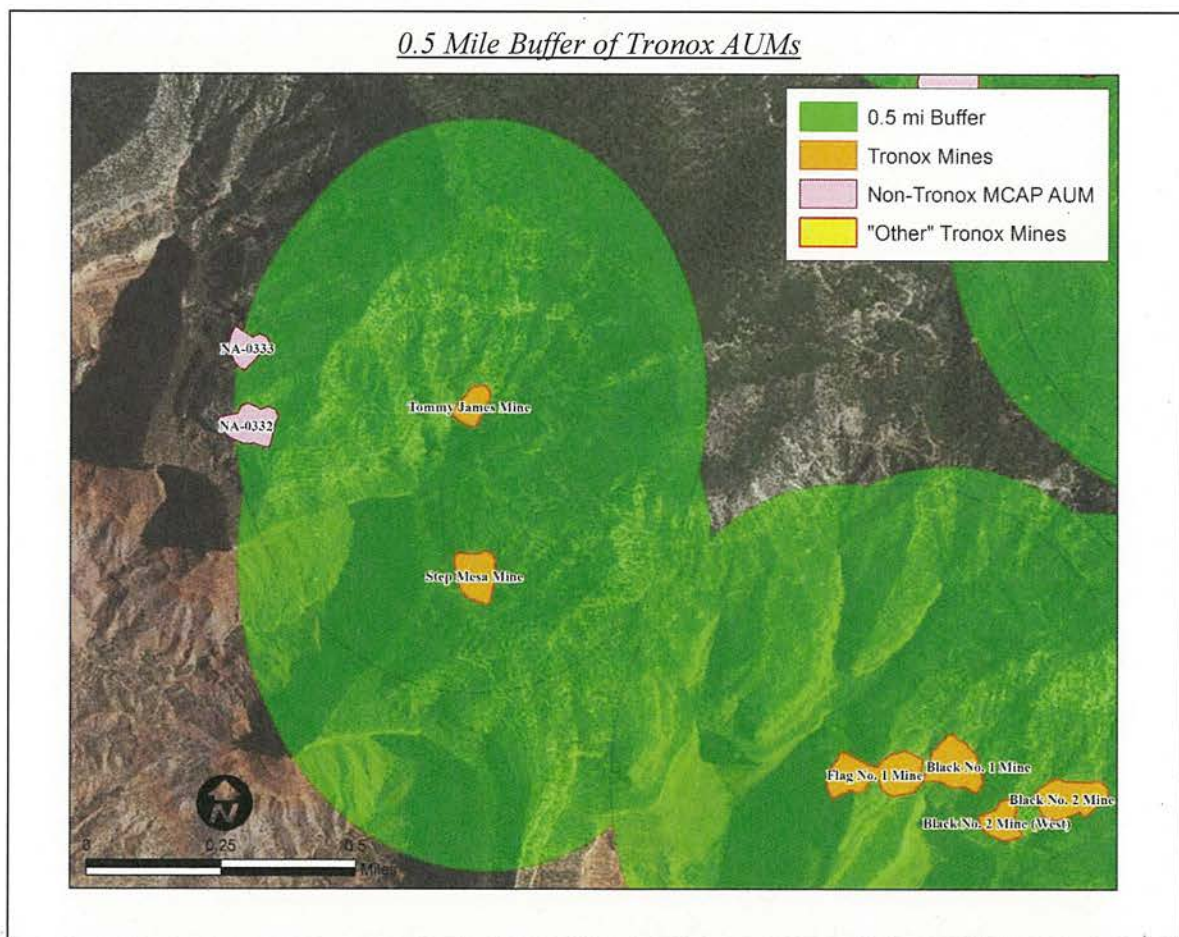 0.5 Mile Buffer of Tronox AUMs
0.5 mi Buffer
Tronox Mines
Non-Tronox MCAP AUM
"Other" Tronox Mines
NA-0333
Tommy James Mine
NA-0332
Step Mesa Mine
Black No. 1 Mine
Flag No. 1 Mine
Black No. 2 Mine
Black No. 2 Mine (West)
N
0 0.25 0.5
Miles